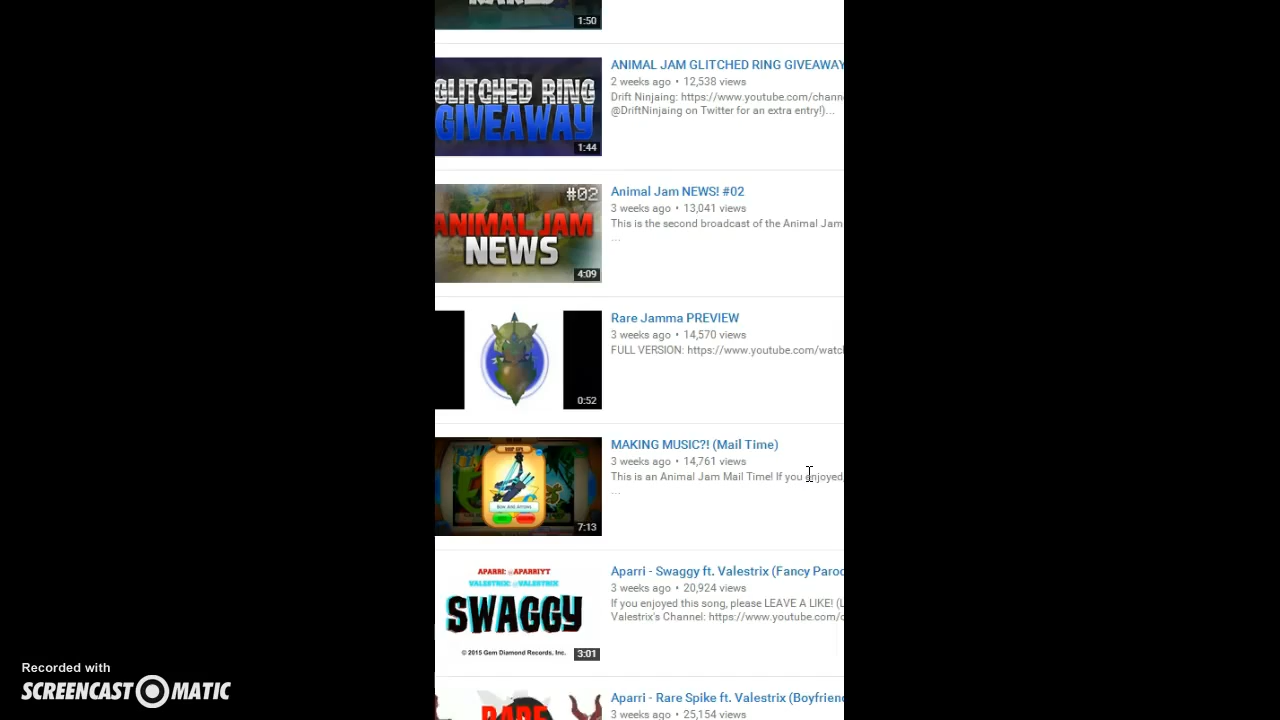 1:50
GLITCHED RING
GIVEAWAY
1:44
ANIMAL JAM GLITCHED RING GIVEAWAY
2 weeks ago • 12,538 views
Drift Ninjaing: https://www.youtube.com/chann
@DriftNinjaing on Twitter for an extra entry!)...
#02
ANIMAL JAM
NEWS
4:09
Animal Jam NEWS! #02
3 weeks ago • 13,041 views
This is the second broadcast of the Animal Jam
...
0:52
Rare Jamma PREVIEW
3 weeks ago • 14,570 views
FULL VERSION: https://www.youtube.com/watc
7:13
MAKING MUSIC?! (Mail Time)
3 weeks ago • 14,761 views
This is an Animal Jam Mail Time! If you enjoyed,
...
APARRI: @APARRIYT
VALESTRIX: @VALESTRIX
SWAGGY
© 2015 Gem Diamond Records, Inc.
3:01
Aparri - Swaggy ft. Valestrix (Fancy Paro
3 weeks ago • 20,924 views
If you enjoyed this song, please LEAVE A LIKE! (L
Valestrix's Channel: https://www.youtube.com/c
RARE
Aparri - Rare Spike ft. Valestrix (Boyfrien
3 weeks ago • 25,154 views
Recorded with
SCREENCAST-O-MATIC